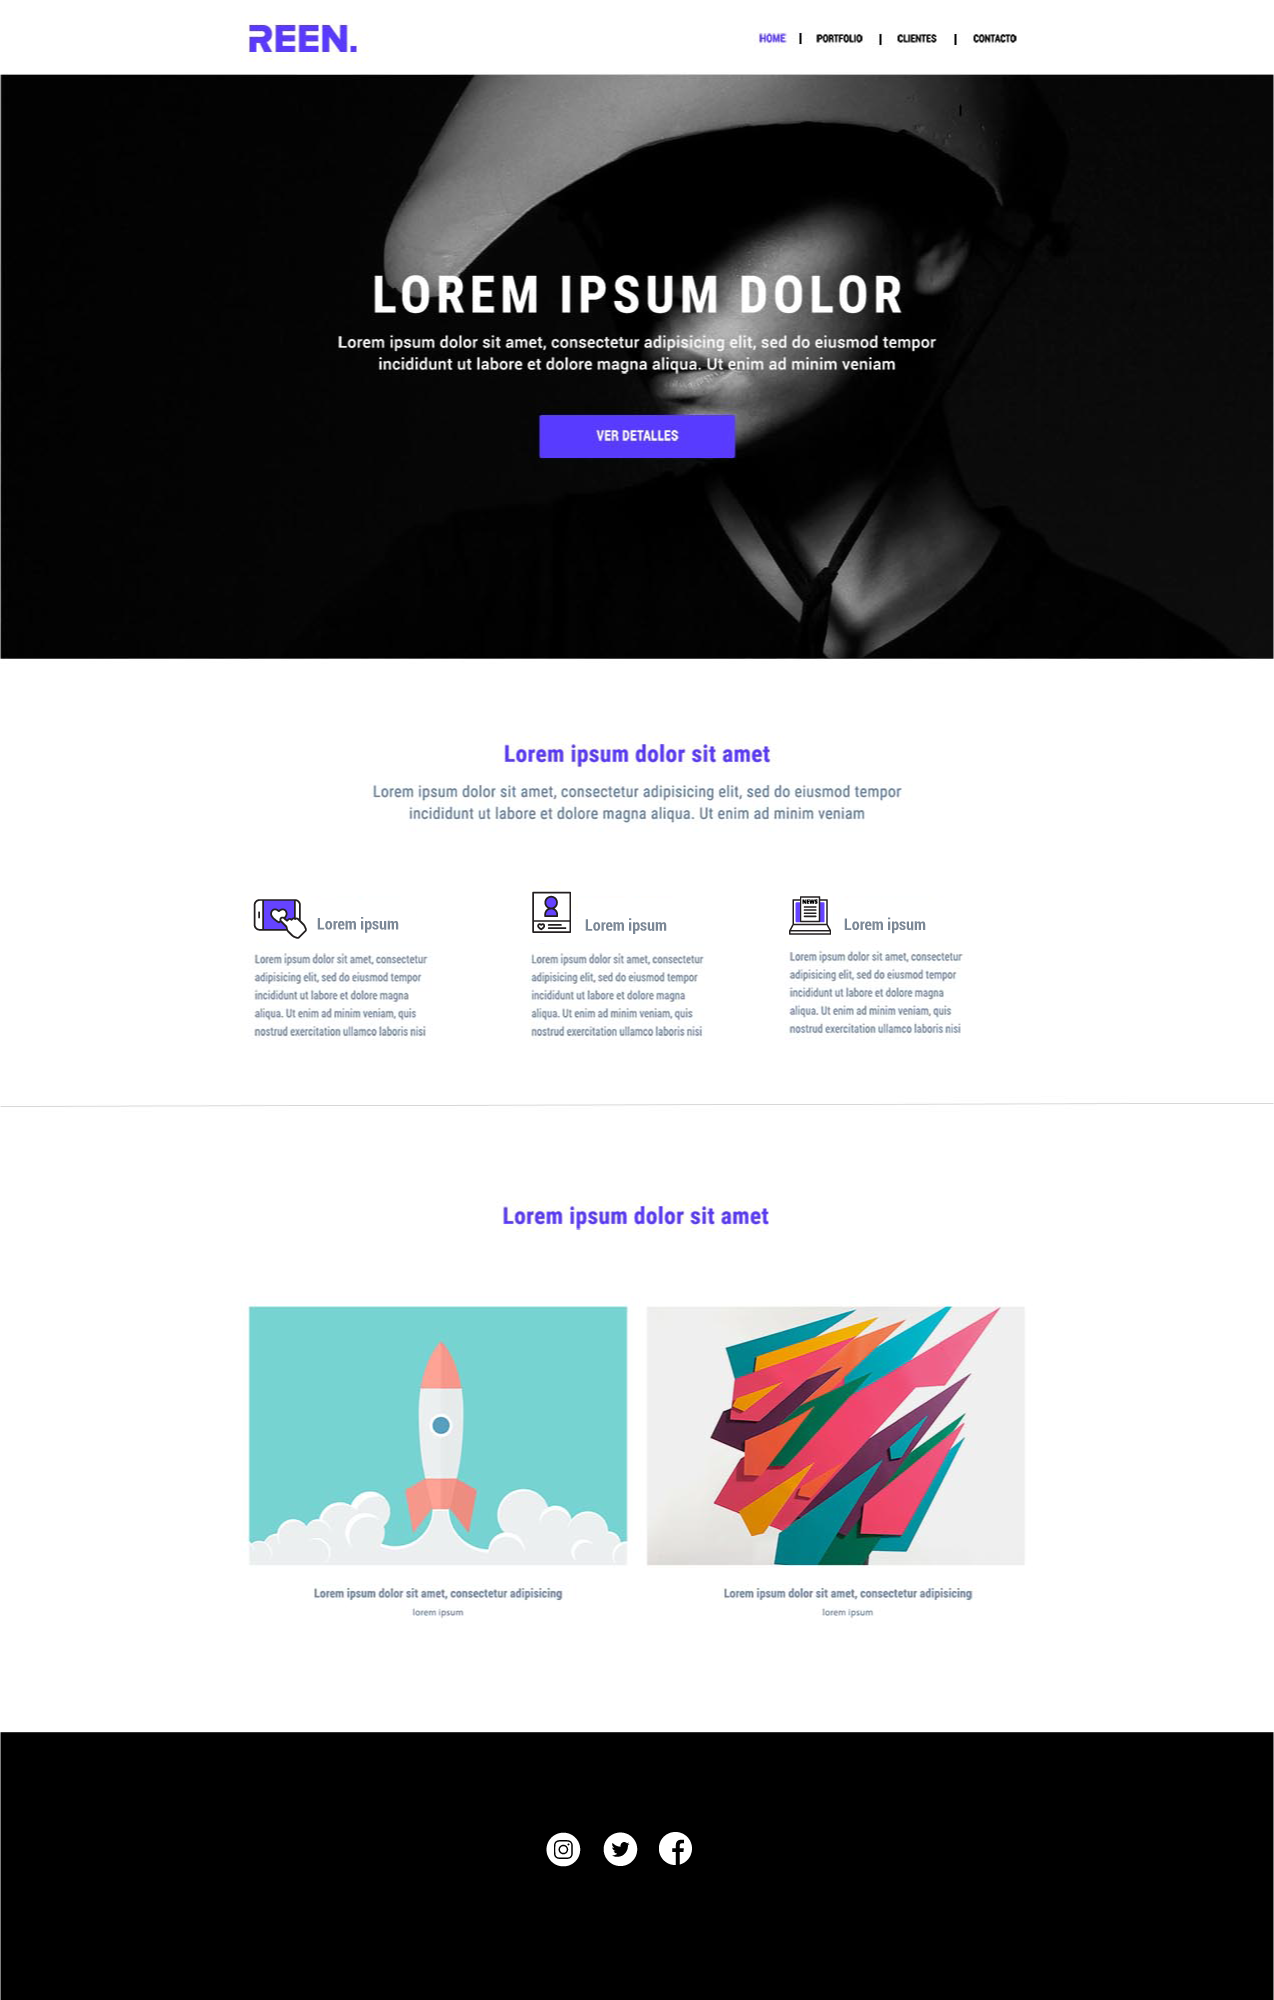 REEN.
HOME | PORTFOLIO | CLIENTES | CONTACTO
LOREM IPSUM DOLOR
Lorem ipsum dolor sit amet, consectetur adipisicing elit, sed do eiusmod tempor
incididunt ut labore et dolore magna aliqua. Ut enim ad minim veniam
VER DETALLES
Lorem ipsum dolor sit amet
Lorem ipsum dolor sit amet, consectetur adipisicing elit, sed do eiusmod tempor
incididunt ut labore et dolore magna aliqua. Ut enim ad minim veniam
Lorem ipsum
Lorem ipsum dolor sit amet, consectetur
adipisicing elit, sed do eiusmod tempor
incididunt ut labore et dolore magna
aliqua. Ut enim ad minim veniam, quis
nostrud exercitation ullamco laboris nisi
Lorem ipsum
Lorem ipsum dolor sit amet, consectetur
adipisicing elit, sed do eiusmod tempor
incididunt ut labore et dolore magna
aliqua. Ut enim ad minim veniam, quis
nostrud exercitation ullamco laboris nisi
NEWS
Lorem ipsum
Lorem ipsum dolor sit amet, consectetur
adipisicing elit, sed do eiusmod tempor
incididunt ut labore et dolore magna
aliqua. Ut enim ad minim veniam, quis
nostrud exercitation ullamco laboris nisi
Lorem ipsum dolor sit amet
Lorem ipsum dolor sit amet, consectetur adipisicing
lorem ipsum
Lorem ipsum dolor sit amet, consectetur adipisicing
lorem ipsum